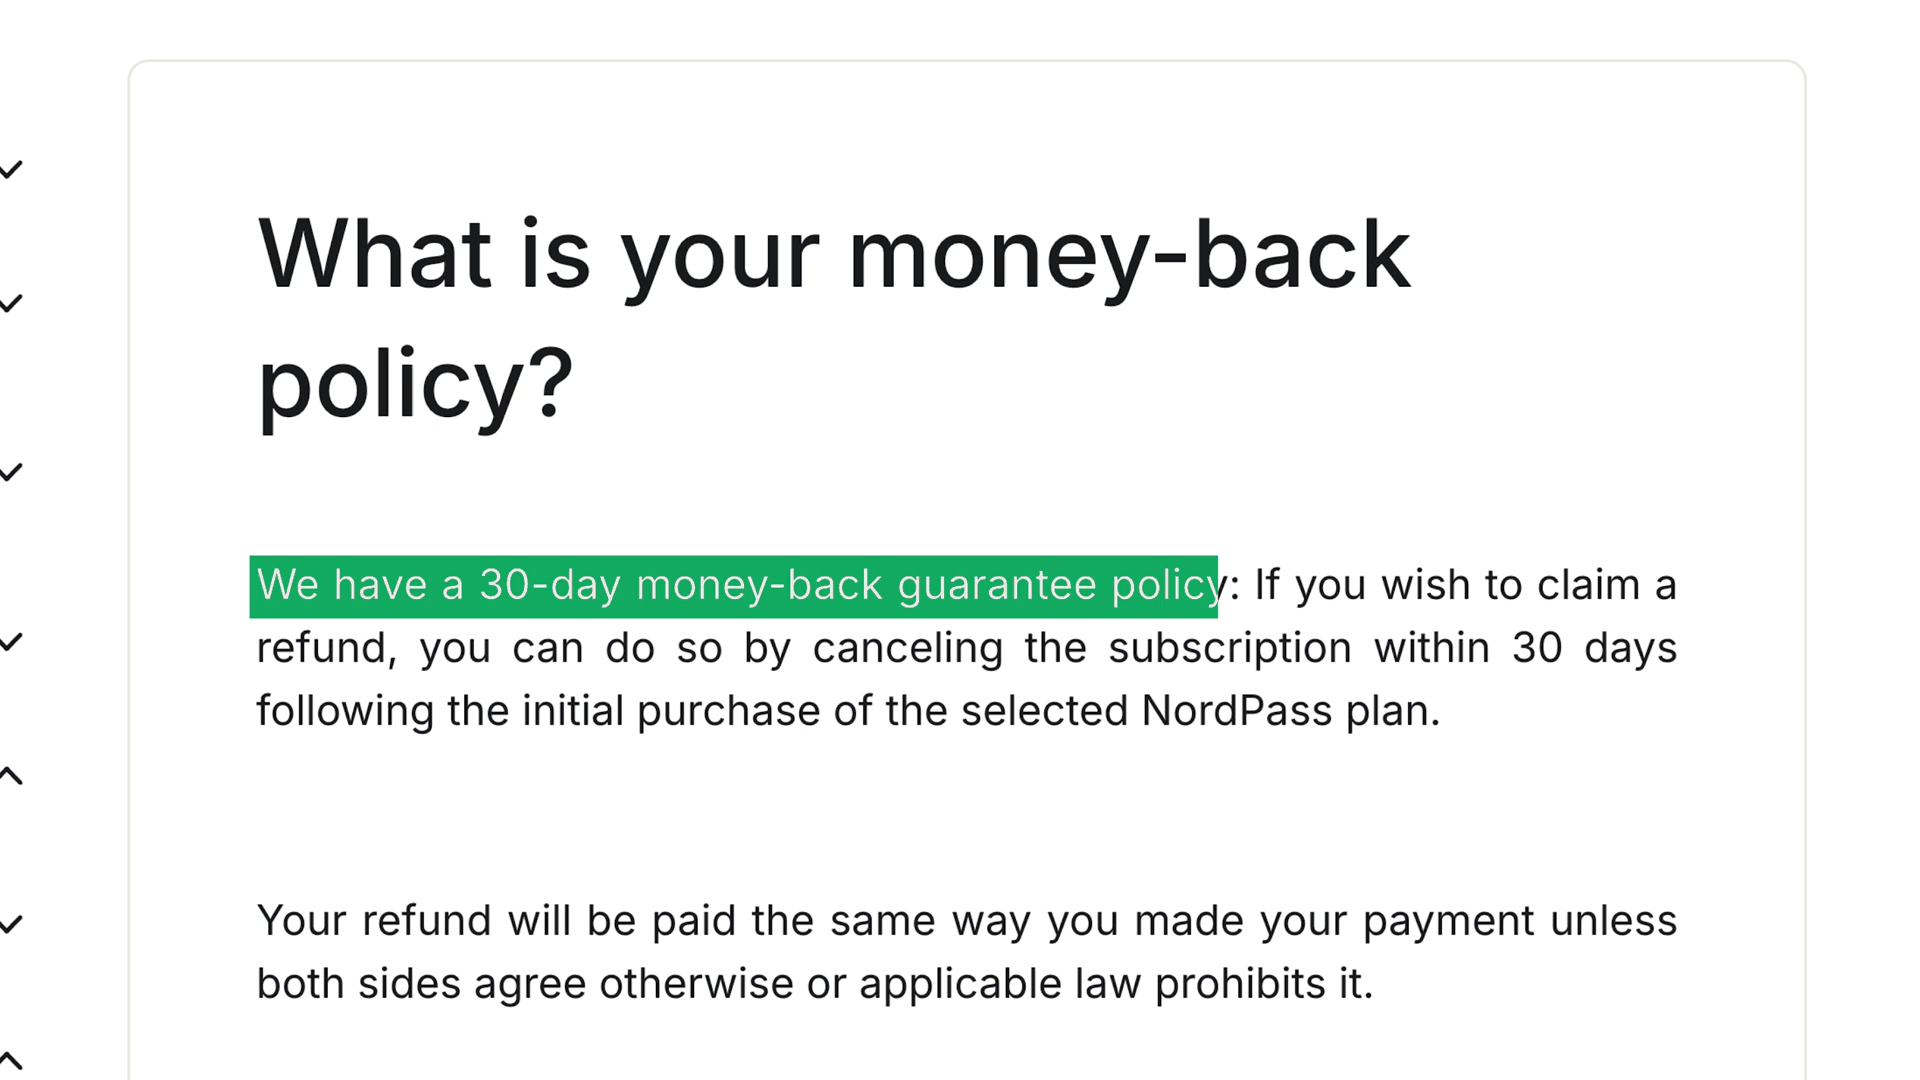 What is your money-back
policy?
We have a 30-day money-back guarantee policy: If you wish to claim a
refund, you can do so by canceling the subscription within 30 days
following the initial purchase of the selected NordPass plan.
Your refund will be paid the same way you made your payment unless
both sides agree otherwise or applicable law prohibits it.